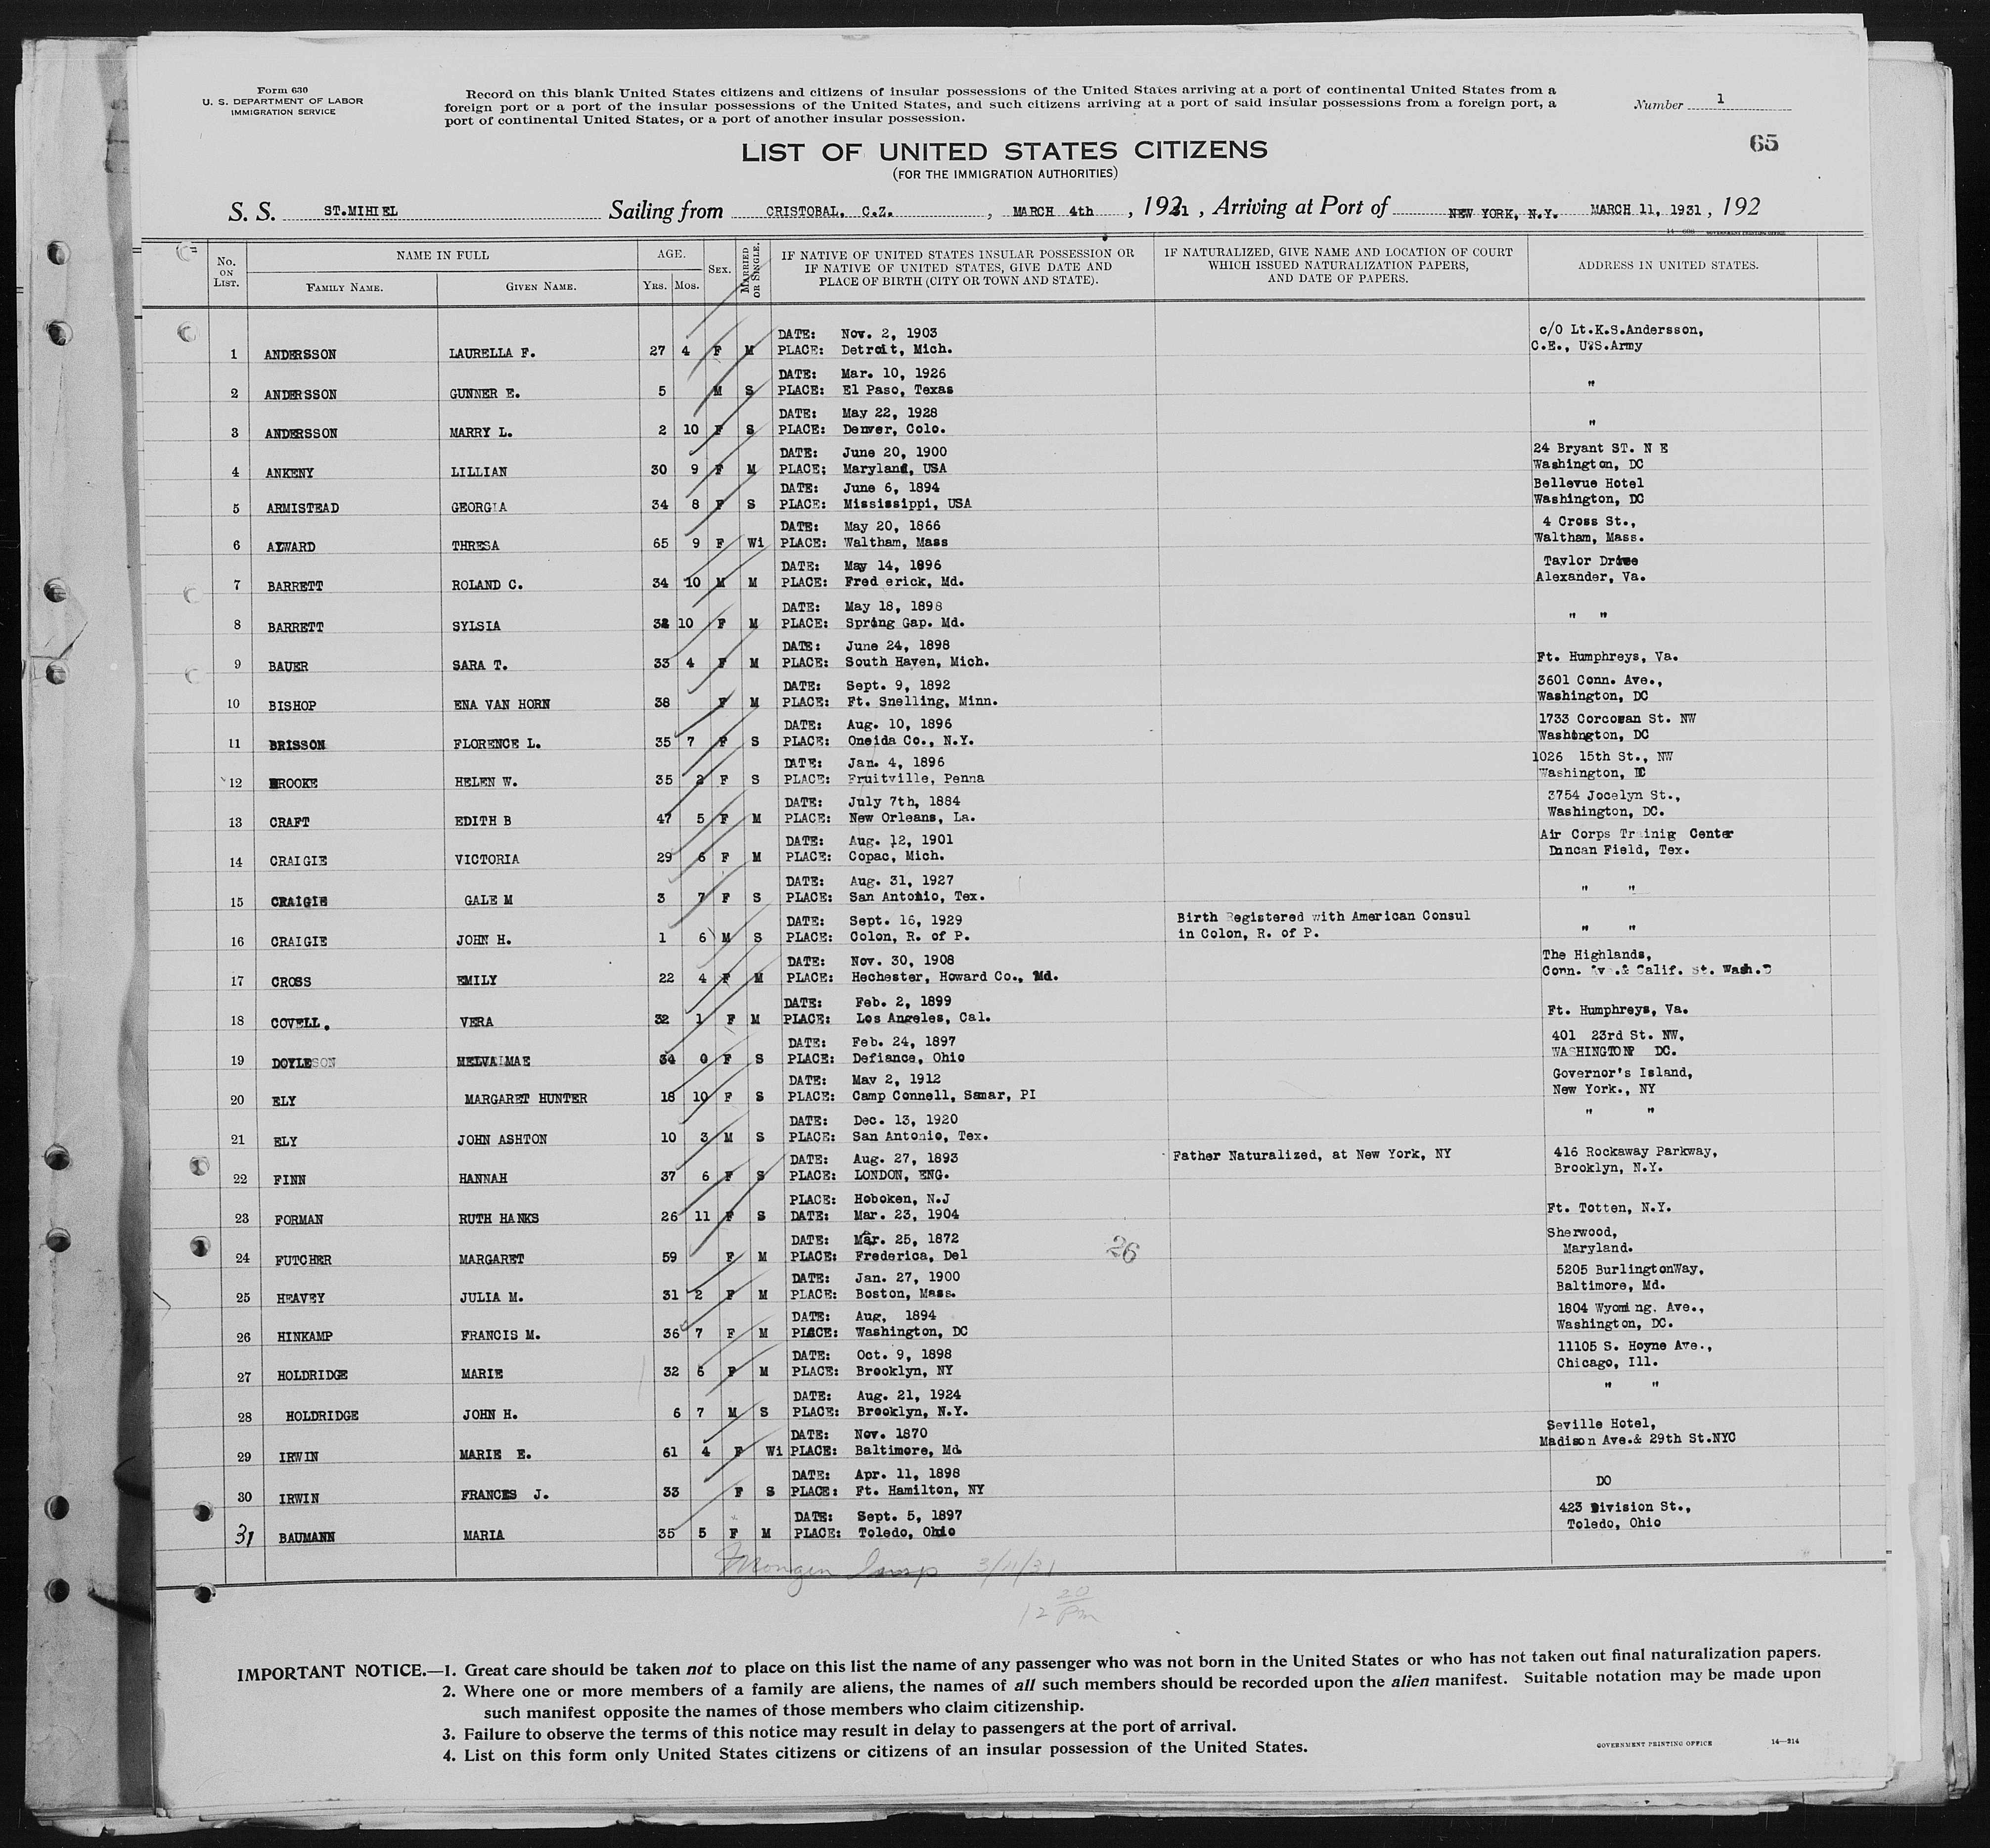 Form 630
U. S. DEPARTMENT OF LABOR
IMMIGRATION SERVICE
Record on this blank United States citizens and citizens of insular possessions of the United States arriving at a port of continental United States from a
foreign port or a port of the insular possessions of the United States, and such citizens arriving at a port of said insular possessions from a foreign port, a
port of continental United States, or a port of another insular possession.
Number 1
65
LIST OF UNITED STATES CITIZENS
(FOR THE IMMIGRATION AUTHORITIES)
S. S. ST.MIHIEL Sailing from CRISTOBAL, C.Z. , MARCH 4th , 1931 , Arriving at Port of NEW YORK, N.Y. MARCH 11, 1931 , 192
No. ON LIST. NAME IN FULL FAMILY NAME. GIVEN NAME. AGE. YRS. MOS. SEX. MARRIED OR SINGLE.
IF NATIVE OF UNITED STATES INSULAR POSSESSION OR
IF NATIVE OF UNITED STATES, GIVE DATE AND
PLACE OF BIRTH (CITY OR TOWN AND STATE).
IF NATURALIZED, GIVE NAME AND LOCATION OF COURT
WHICH ISSUED NATURALIZATION PAPERS,
AND DATE OF PAPERS.
ADDRESS IN UNITED STATES.
DATE: Nov. 2, 1903 c/O Lt.K.S.Andersson,
1 ANDERSSON LAURELLA F. 27 4 F M PLACE: Detroit, Mich. C.E., U.S.Army
DATE: Mar. 10, 1926 "
2 ANDERSSON GUNNER E. 5 M S PLACE: El Paso, Texas
DATE: May 22, 1928 "
3 ANDERSSON MARRY L. 2 10 F S PLACE: Denver, Colo.
DATE: June 20, 1900 24 Bryant ST. N E
4 ANKENY LILLIAN 30 9 F M PLACE: Maryland, USA Washington, DC
DATE: June 6, 1894 Bellevue Hotel
5 ARMISTEAD GEORGIA 34 8 F S PLACE: Mississippi, USA Washington, DC
DATE: May 20, 1866 4 Cross St.,
6 ALWARD THRESA 65 9 F Wi PLACE: Waltham, Mass Waltham, Mass.
DATE: May 14, 1896 Taylor Drive
7 BARRETT ROLAND C. 34 10 M M PLACE: Fred erick, Md. Alexander, Va.
DATE: May 18, 1898 " "
8 BARRETT SYLSIA 10 F M PLACE: Spring Gap. Md.
DATE: June 24, 1898
9 BAUER SARA T. 33 4 F M PLACE: South Haven, Mich. Ft. Humphreys, Va.
DATE: Sept. 9, 1892 3601 Conn. Ave.,
10 BISHOP ENA VAN HORN 38 F M PLACE: Ft. Snelling, Minn. Washington, DC
DATE: Aug. 10, 1896 1733 Corcoran St. NW
11 BRISSON FLORENCE L. 35 7 F S PLACE: Oneida Co., N.Y. Washington, DC
DATE: Jan. 4, 1896 1026 15th St., NW
12 BROOKE HELEN W. 35 2 F S PLACE: Fruitville, Penna Washington, DC
DATE: July 7th, 1884 3754 Jocelyn St.,
13 CRAFT EDITH B 47 5 F M PLACE: New Orleans, La. Washington, DC.
DATE: Aug. 12, 1901 Air Corps Trainig Center
14 CRAIGIE VICTORIA 29 6 F M PLACE: Copac, Mich. Duncan Field, Tex.
DATE: Aug. 31, 1927 " "
15 CRAIGIE GALE M 3 7 F S PLACE: San Antonio, Tex.
DATE: Sept. 16, 1929 Birth Registered with American Consul
16 CRAIGIE JOHN H. 1 6 M S PLACE: Colon, R. of P. in Colon, R. of P. " "
DATE: Nov. 30, 1908 The Highlands,
17 CROSS EMILY 22 4 F M PLACE: Hechester, Howard Co., Md. Conn. Av.& Calif. St. Wash.D
DATE: Feb. 2, 1899
18 COVELL. VERA 32 1 F M PLACE: Los Angeles, Cal. Ft. Humphreys, Va.
DATE: Feb. 24, 1897 401 23rd St. NW,
19 DOYLESON MELVA MAE 34 0 F S PLACE: Defiance, Ohio WASHINGTON DC.
DATE: May 2, 1912 Governor's Island,
20 ELY MARGARET HUNTER 18 10 F S PLACE: Camp Connell, Samar, PI New York., NY
DATE: Dec. 13, 1920 " "
21 ELY JOHN ASHTON 10 3 M S PLACE: San Antonio, Tex.
DATE: Aug. 27, 1893 Father Naturalized, at New York, NY 416 Rockaway Parkway,
22 FINN HANNAH 37 6 F S PLACE: LONDON, ENG. Brooklyn, N.Y.
PLACE: Hoboken, N.J
23 FORMAN RUTH HANKS 26 11 F S DATE: Mar. 23, 1904 Ft. Totten, N.Y.
DATE: Mar. 25, 1872 26 Sherwood,
24 FUTCHER MARGARET 59 F M PLACE: Frederica, Del Maryland.
DATE: Jan. 27, 1900 5205 BurlingtonWay,
25 HEAVEY JULIA M. 31 2 F M PLACE: Boston, Mass. Baltimore, Md.
DATE: Aug, 1894 1804 Wyomi ng. Ave.,
26 HINKAMP FRANCIS M. 36 7 F M PLACE: Washington, DC Washington, DC.
DATE: Oct. 9, 1898 11105 S. Hoyne Ave.,
27 HOLDRIDGE MARIE 32 6 F M PLACE: Brooklyn, NY Chicago, Ill.
DATE: Aug. 21, 1924 " "
28 HOLDRIDGE JOHN H. 6 7 M S PLACE: Brooklyn, N.Y.
DATE: Nov. 1870 Seville Hotel,
29 IRWIN MARIE E. 61 4 F Wi PLACE: Baltimore, Md Madison Ave.& 29th St.NYC
DATE: Apr. 11, 1898 DO
30 IRWIN FRANCES J. 33 F S PLACE: Ft. Hamilton, NY
DATE: Sept. 5, 1897 423 Division St.,
31 BAUMANN MARIA 35 5 F M PLACE: Toledo, Ohio Toledo, Ohio
3/11/31
12 20 Pm
IMPORTANT NOTICE.—1. Great care should be taken not to place on this list the name of any passenger who was not born in the United States or who has not taken out final naturalization papers.
2. Where one or more members of a family are aliens, the names of all such members should be recorded upon the alien manifest. Suitable notation may be made upon
such manifest opposite the names of those members who claim citizenship.
3. Failure to observe the terms of this notice may result in delay to passengers at the port of arrival.
4. List on this form only United States citizens or citizens of an insular possession of the United States.
GOVERNMENT PRINTING OFFICE 14—214